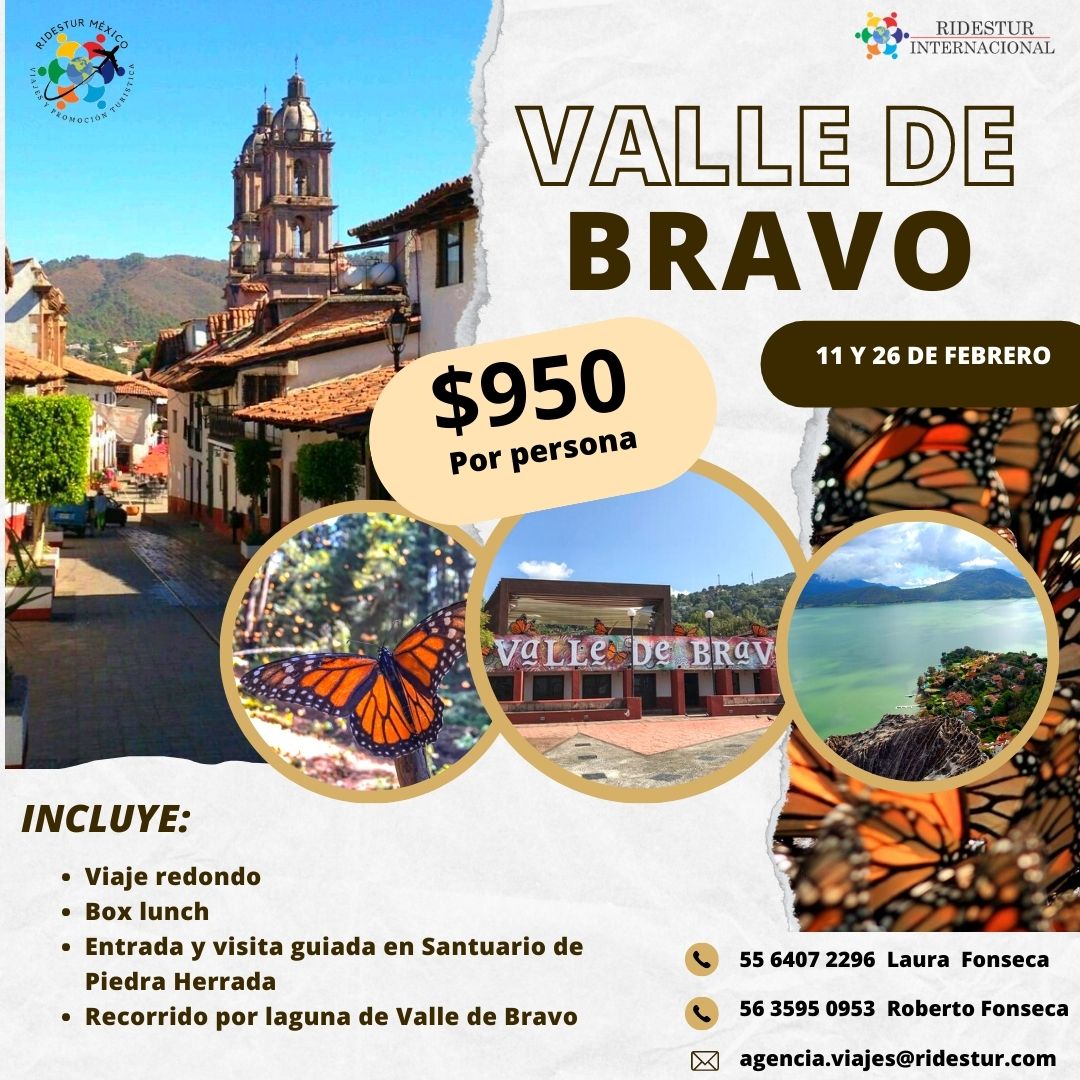 RIDESTUR MÉXICO
VIAJES Y PROMOCIÓN TURISTICA
RIDESTUR
INTERNACIONAL
VALLE DE
BRAVO
11 Y 26 DE FEBRERO
$950
Por persona
VaLLe De BRaV
INCLUYE:
• Viaje redondo
• Box lunch
• Entrada y visita guiada en Santuario de
Piedra Herrada
• Recorrido por laguna de Valle de Bravo
55 6407 2296 Laura Fonseca
56 3595 0953 Roberto Fonseca
agencia.viajes@ridestur.com